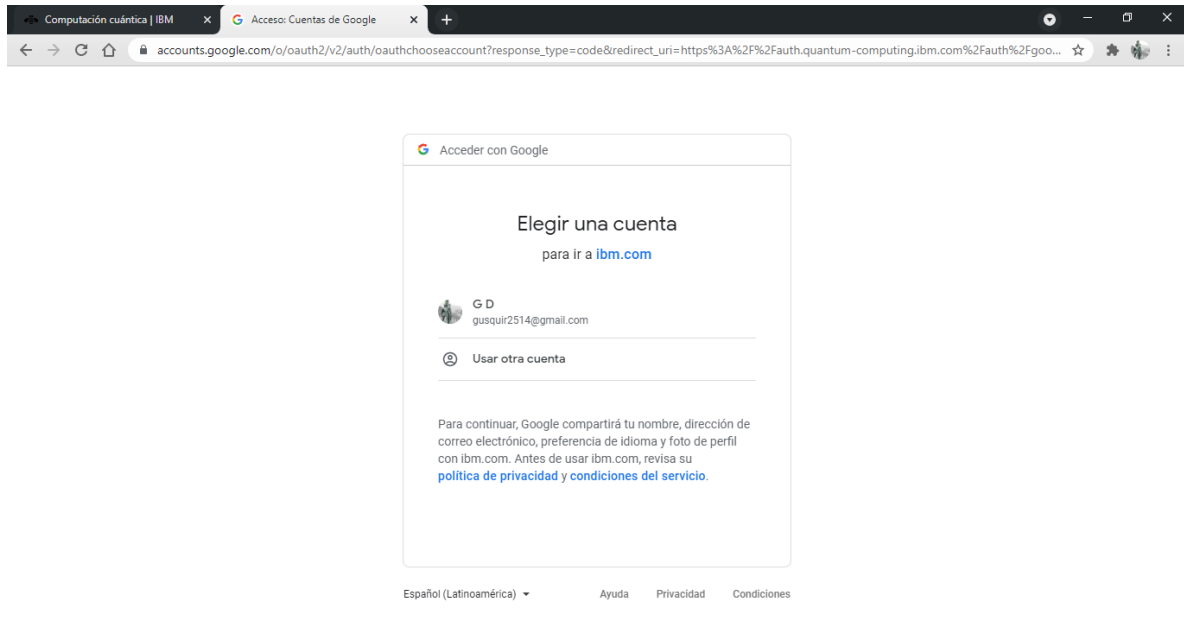 Computación cuántica | IBM
Acceso: Cuentas de Google
accounts.google.com/o/oauth2/v2/auth/oauthchooseaccount?response_type=code&redirect_uri=https%3A%2F%2Fauth.quantum-computing.ibm.com%2Fauth%2Fgoo...
Acceder con Google
Elegir una cuenta
para ir a ibm.com
G D
gusquir2514@gmail.com
Usar otra cuenta
Para continuar, Google compartirá tu nombre, dirección de
correo electrónico, preferencia de idioma y foto de perfil
con ibm.com. Antes de usar ibm.com, revisa su
política de privacidad y condiciones del servicio.
Español (Latinoamérica)
Ayuda
Privacidad
Condiciones